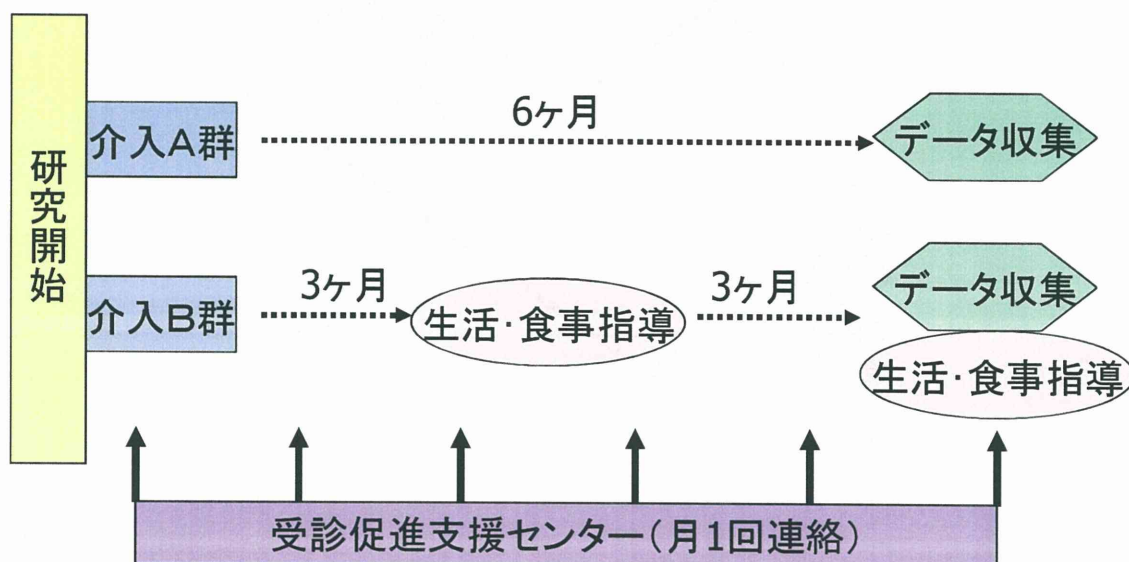 研究開始
介入A群
6ヶ月
データ収集
介入B群
3ヶ月
生活・食事指導
3ヶ月
データ収集
生活・食事指導
受診促進支援センター(月1回連絡)